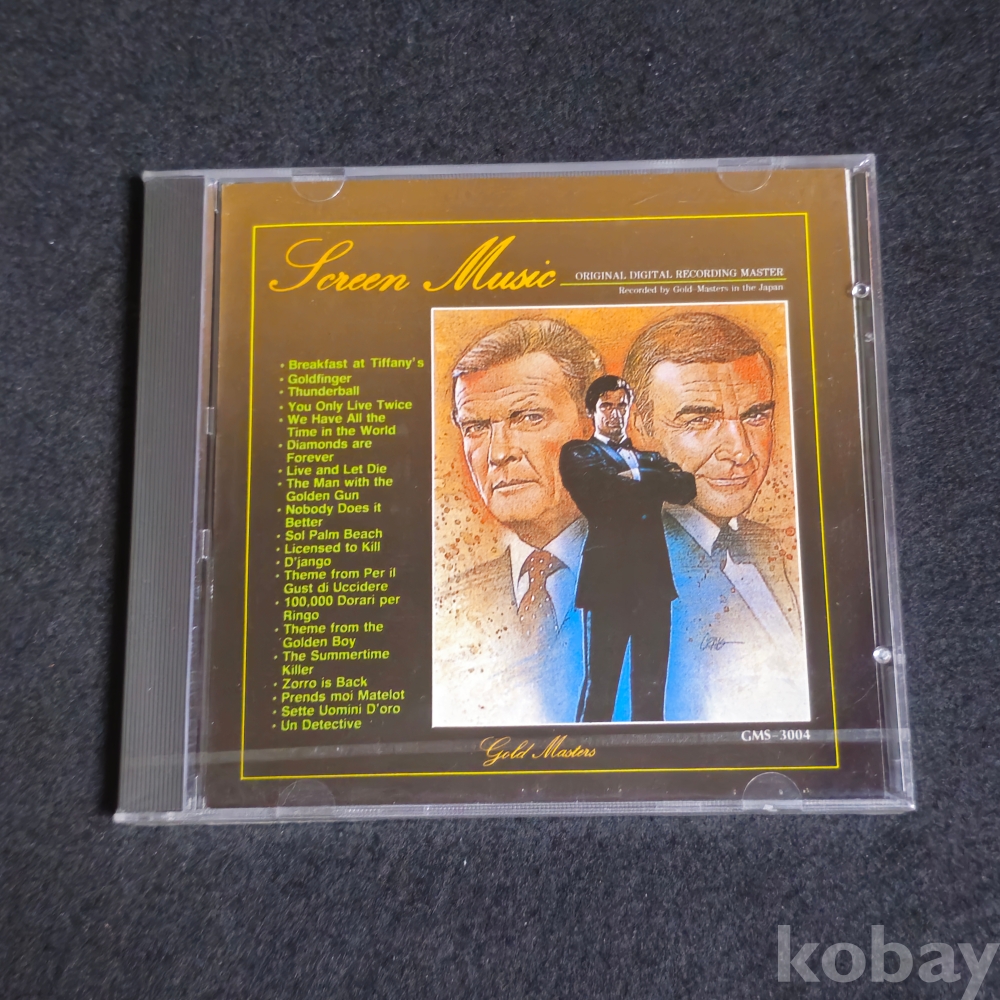 Screen Music
ORIGINAL DIGITAL RECORDING MASTER
Recorded by Gold-Masters in the Japan
• Breakfast at Tiffany's
• Goldfinger
• Thunderball
• You Only Live Twice
• We Have All the
Time in the World
• Diamonds are
Forever
• Live and Let Die
• The Man with the
Golden Gun
• Nobody Does it
Better
• Sol Palm Beach
• Licensed to Kill
• D'jango
• Theme from Per il
Gust di Uccidere
• 100,000 Dorari per
Ringo
• Theme from the
Golden Boy
• The Summertime
Killer
• Zorro is Back
• Prends moi Matelot
• Sette Uomini D'oro
• Un Detective
GMS-3004
Gold Masters
kobay